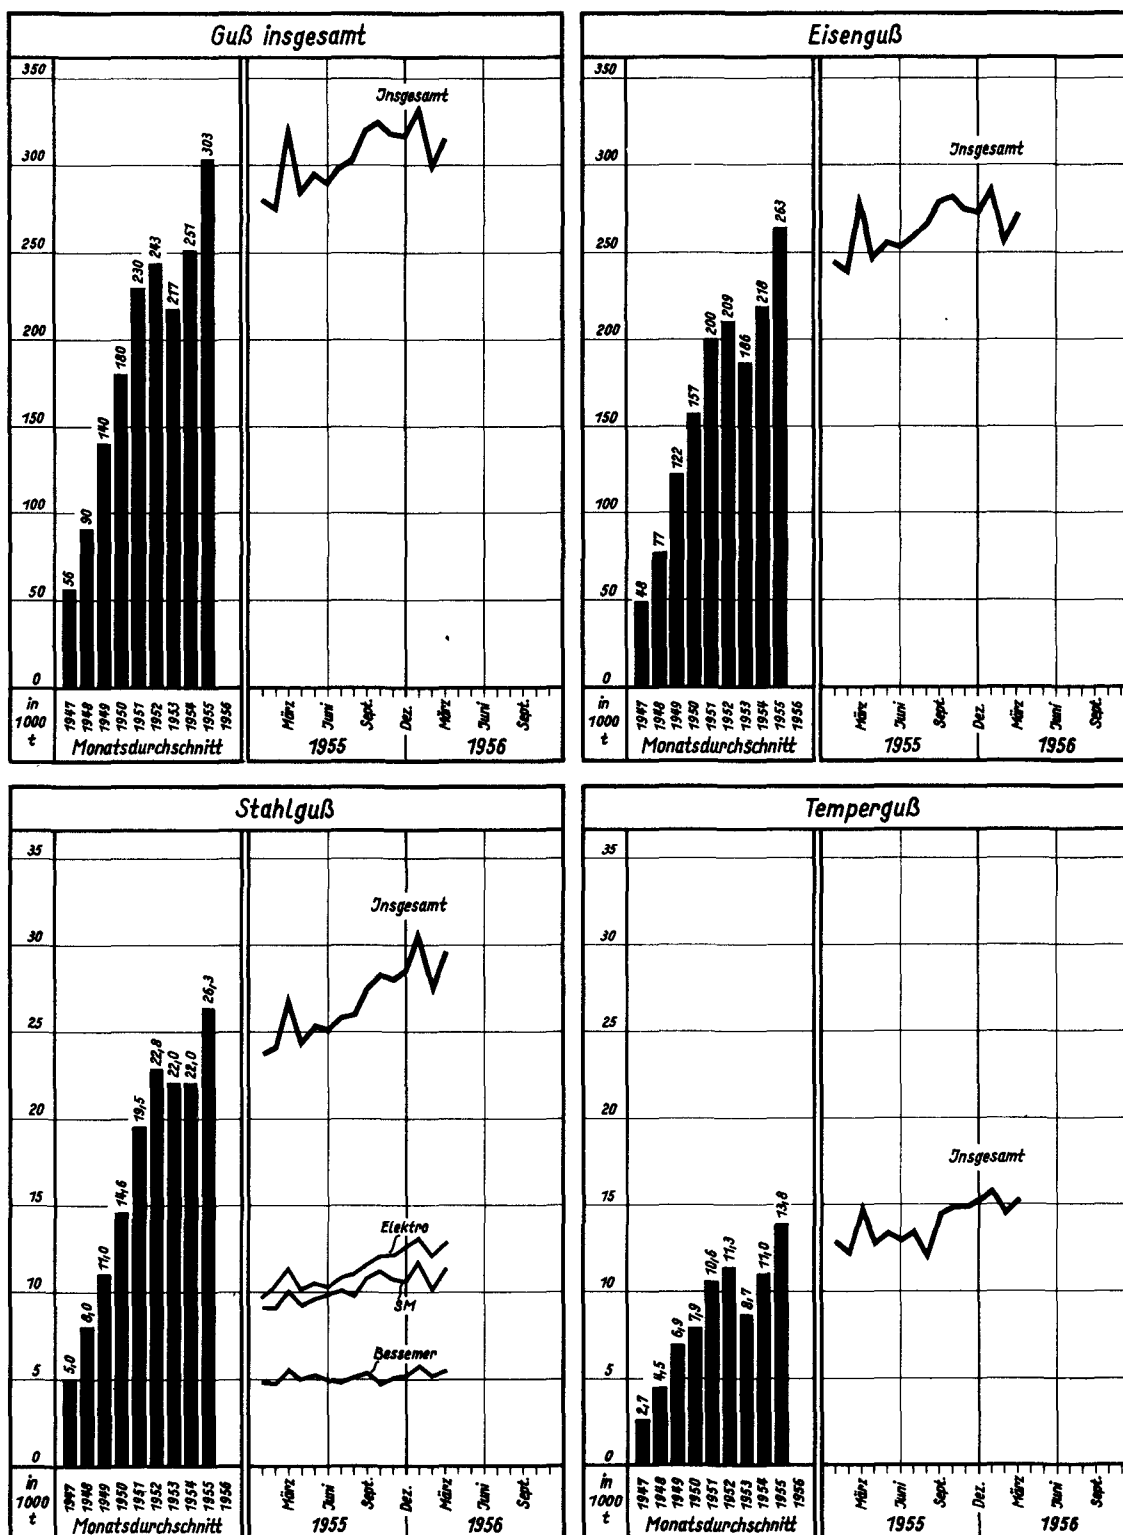 Guß insgesamt
350
300
250
200
150
100
50
0
in
1000
t
56
90
140
180
230
243
217
251
303
1947
1948
1949
1950
1951
1952
1953
1954
1955
1956
Monatsdurchschnitt
Insgesamt
März
Juni
Sept.
Dez.
März
Juni
Sept.
1955
1956
Eisenguß
350
300
250
200
150
100
50
0
in
1000
t
48
77
122
157
200
209
186
218
263
1947
1948
1949
1950
1951
1952
1953
1954
1955
1956
Monatsdurchschnitt
Insgesamt
März
Juni
Sept.
Dez.
März
Juni
Sept.
1955
1956
Stahlguß
35
30
25
20
15
10
5
0
in
1000
t
5,0
8,0
11,0
14,6
19,5
22,8
22,0
22,0
26,3
1947
1948
1949
1950
1951
1952
1953
1954
1955
1956
Monatsdurchschnitt
Insgesamt
Elektro
SM
Bessemer
März
Juni
Sept.
Dez.
März
Juni
Sept.
1955
1956
Temperguß
35
30
25
20
15
10
5
0
in
1000
t
2,7
4,5
6,9
7,9
10,6
11,3
8,7
11,0
13,8
1947
1948
1949
1950
1951
1952
1953
1954
1955
1956
Monatsdurchschnitt
Insgesamt
März
Juni
Sept.
Dez.
März
Juni
Sept.
1955
1956